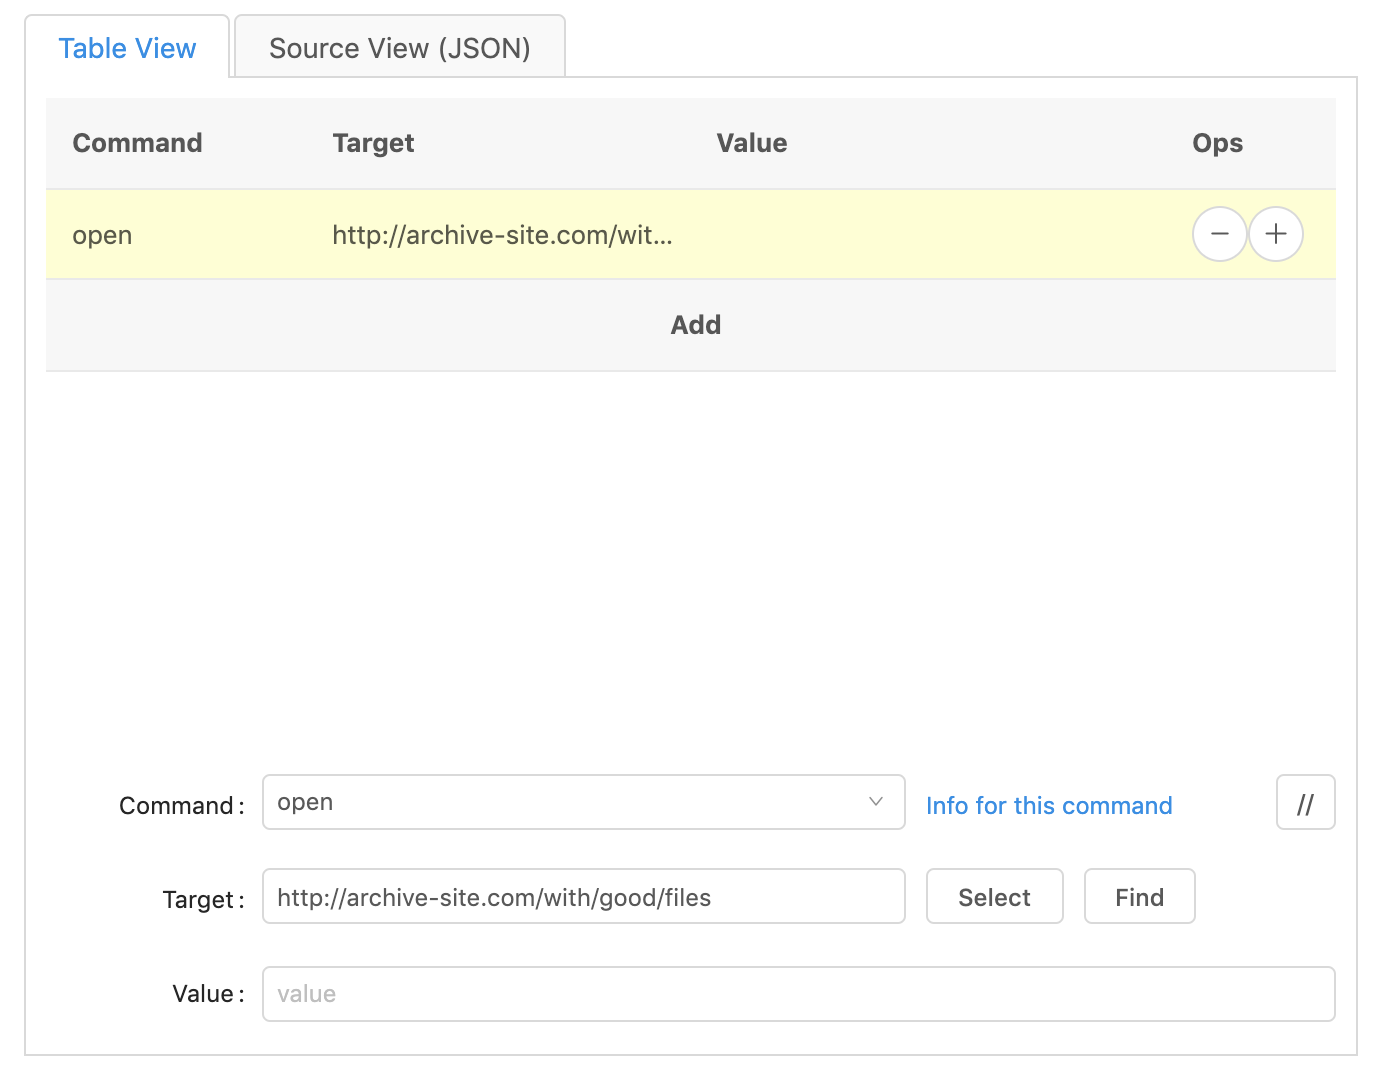 Table View Source View (JSON)
Command Target Value Ops
open http://archive-site.com/wit...
Add
Command: open Info for this command //
Target: http://archive-site.com/with/good/files Select Find
Value: value